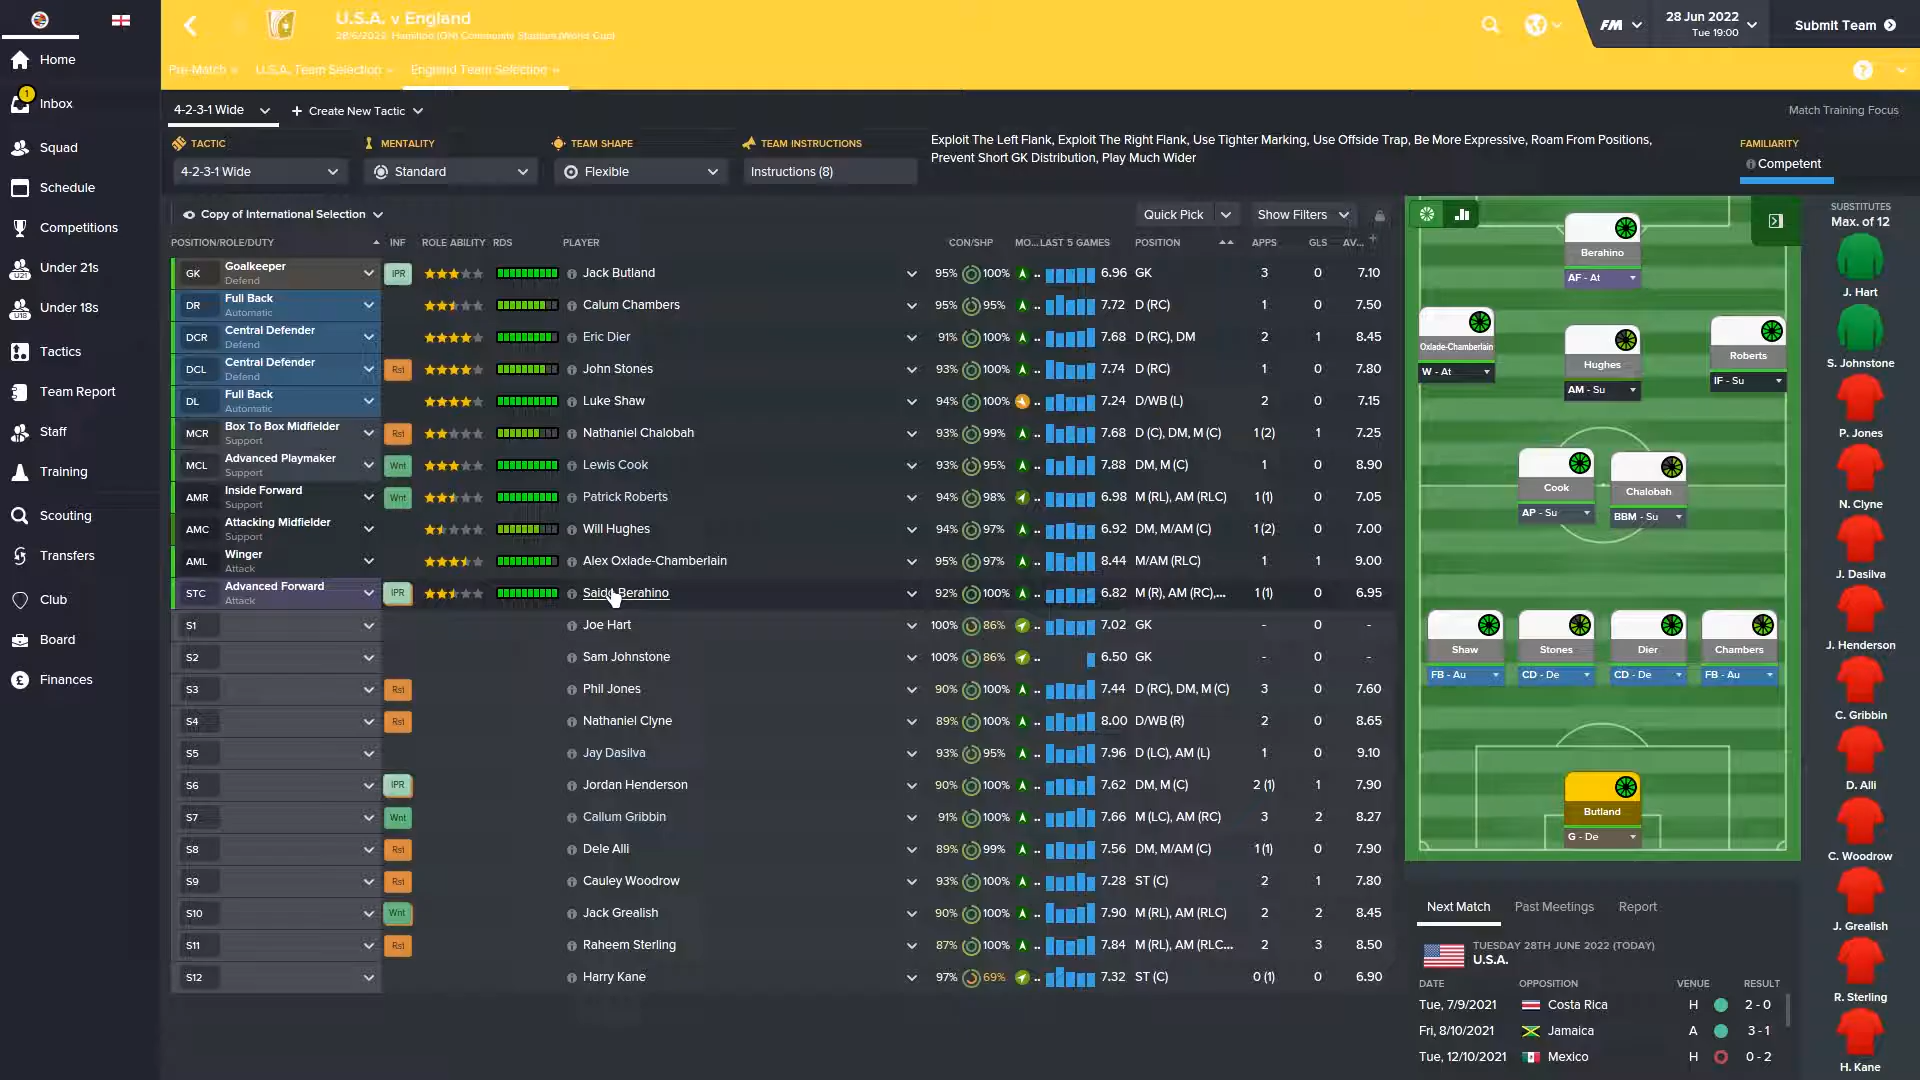 U.S.A. v England
28/6/2022, Hamilton (ON) Community Stadium, World Cup
FM
28 Jun 2022
Tue 19:00
Submit Team
Pre-Match
U.S.A. Team Selection
England Team Selection
Home
1
Inbox
Squad
Schedule
Competitions
U21
Under 21s
U18
Under 18s
Tactics
Team Report
Staff
Training
Scouting
Transfers
Club
Board
Finances
4-2-3-1 Wide
+ Create New Tactic
Match Training Focus
TACTIC
MENTALITY
TEAM SHAPE
TEAM INSTRUCTIONS
4-2-3-1 Wide
Standard
Flexible
Instructions (8)
Exploit The Left Flank, Exploit The Right Flank, Use Tighter Marking, Use Offside Trap, Be More Expressive, Roam From Positions,
Prevent Short GK Distribution, Play Much Wider
FAMILIARITY
Competent
Copy of International Selection
Quick Pick
Show Filters
POSITION/ROLE/DUTY INF ROLE ABILITY RDS PLAYER CON/SHP MO... LAST 5 GAMES POSITION APPS GLS AV...
GK Goalkeeper Defend IPR Jack Butland 95% 100% .. 6.96 GK 3 0 7.10
DR Full Back Automatic Calum Chambers 95% 95% .. 7.72 D (RC) 1 0 7.50
DCR Central Defender Defend Eric Dier 91% 100% .. 7.68 D (RC), DM 2 1 8.45
DCL Central Defender Defend Rst John Stones 93% 100% .. 7.74 D (RC) 1 0 7.80
DL Full Back Automatic Luke Shaw 94% 100% .. 7.24 D/WB (L) 2 0 7.15
MCR Box To Box Midfielder Support Rst Nathaniel Chalobah 93% 99% .. 7.68 D (C), DM, M (C) 1 (2) 1 7.25
MCL Advanced Playmaker Support Wnt Lewis Cook 93% 95% .. 7.88 DM, M (C) 1 0 8.90
AMR Inside Forward Support Wnt Patrick Roberts 94% 98% .. 6.98 M (RL), AM (RLC) 1 (1) 0 7.05
AMC Attacking Midfielder Support Will Hughes 94% 97% .. 6.92 DM, M/AM (C) 1 (2) 0 7.00
AML Winger Attack Alex Oxlade-Chamberlain 95% 97% .. 8.44 M/AM (RLC) 1 1 9.00
STC Advanced Forward Attack IPR Saido Berahino 92% 100% .. 6.82 M (R), AM (RC),... 1 (1) 0 6.95
S1 Joe Hart 100% 86% .. 7.02 GK - 0 -
S2 Sam Johnstone 100% 86% .. 6.50 GK - 0 -
S3 Rst Phil Jones 90% 100% .. 7.44 D (RC), DM, M (C) 3 0 7.60
S4 Rst Nathaniel Clyne 89% 100% .. 8.00 D/WB (R) 2 0 8.65
S5 Jay Dasilva 93% 95% .. 7.96 D (LC), AM (L) 1 0 9.10
S6 IPR Jordan Henderson 90% 100% .. 7.62 DM, M (C) 2 (1) 1 7.90
S7 Wnt Callum Gribbin 91% 100% .. 7.66 M (LC), AM (RC) 3 2 8.27
S8 Rst Dele Alli 89% 99% .. 7.56 DM, M/AM (C) 1 (1) 0 7.90
S9 Rst Cauley Woodrow 93% 100% .. 7.28 ST (C) 2 1 7.80
S10 Wnt Jack Grealish 90% 100% .. 7.90 M (RL), AM (RLC) 2 2 8.45
S11 Rst Raheem Sterling 87% 100% .. 7.84 M (RL), AM (RLC... 2 3 8.50
S12 Harry Kane 97% 69% .. 7.32 ST (C) 0 (1) 0 6.90
Berahino
AF - At
Oxlade-Chamberlain
W - At
Hughes
AM - Su
Roberts
IF - Su
Cook
AP - Su
Chalobah
BBM - Su
Shaw
FB - Au
Stones
CD - De
Dier
CD - De
Chambers
FB - Au
Butland
G - De
SUBSTITUTES
Max. of 12
J. Hart
S. Johnstone
P. Jones
N. Clyne
J. Dasilva
J. Henderson
C. Gribbin
D. Alli
C. Woodrow
J. Grealish
R. Sterling
H. Kane
Next Match
Past Meetings
Report
TUESDAY 28TH JUNE 2022 (TODAY)
U.S.A.
DATE OPPOSITION VENUE RESULT
Tue, 7/9/2021 Costa Rica H 2 - 0
Fri, 8/10/2021 Jamaica A 3 - 1
Tue, 12/10/2021 Mexico H 0 - 2